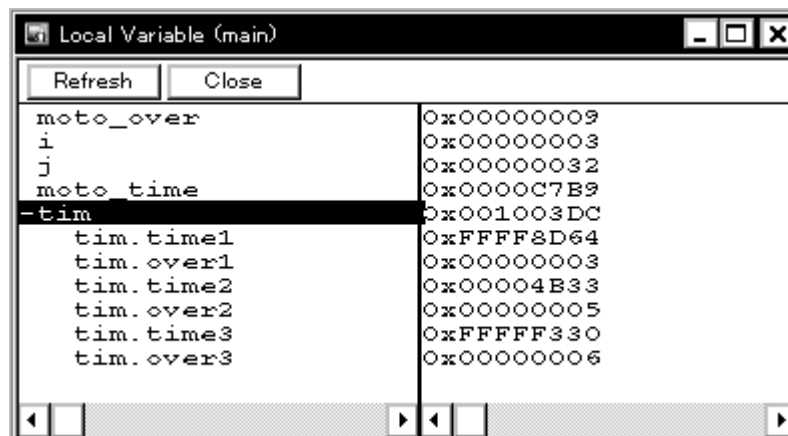 Local Variable (main)
Refresh Close
moto_over 0x00000009
i 0x00000003
j 0x00000032
moto_time 0x0000C7B9
-tim 0x001003DC
tim.time1 0xFFFF8D64
tim.over1 0x00000003
tim.time2 0x00004B33
tim.over2 0x00000005
tim.time3 0xFFFFF330
tim.over3 0x00000006